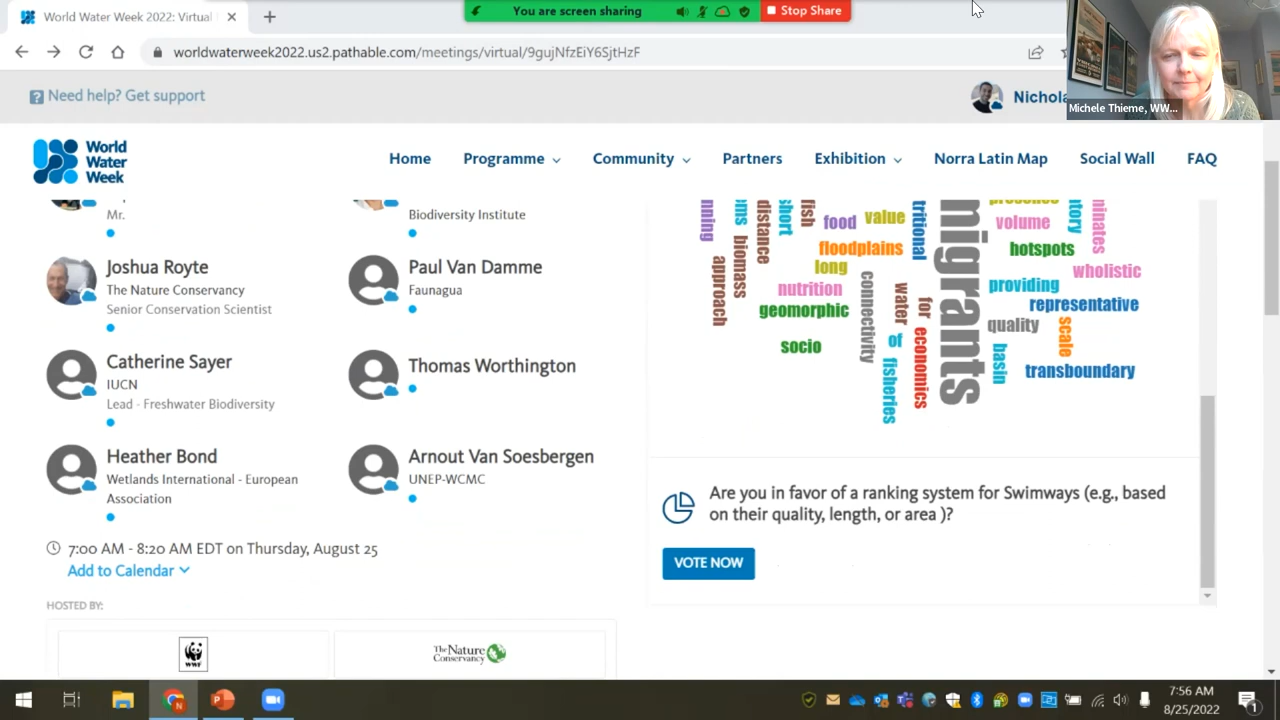 World Water Week 2022: Virtual
You are screen sharing
Stop Share
worldwaterweek2022.us2.pathable.com/meetings/virtual/9gujNfzEiY6SjtHzF
Need help? Get support
Nichola
Michele Thieme, WW...
World
Water
Week
Home
Programme
Community
Partners
Exhibition
Norra Latin Map
Social Wall
FAQ
Mr.
Biodiversity Institute
Joshua Royte
The Nature Conservancy
Senior Conservation Scientist
Paul Van Damme
Faunagua
Catherine Sayer
IUCN
Lead - Freshwater Biodiversity
Thomas Worthington
Heather Bond
Wetlands International - European
Association
Arnout Van Soesbergen
UNEP-WCMC
7:00 AM - 8:20 AM EDT on Thursday, August 25
Add to Calendar
HOSTED BY:
WWF
The Nature
Conservancy
nning
oms
distance
short
fish
food
value
tritional
migrants
presence
volume
tory
minates
biomass
floodplains
hotspots
approach
long
nutrition
connectivity
water
for
providing
wholistic
geomorphic
representative
socio
of
quality
scale
fisheries
economics
basin
transboundary
Are you in favor of a ranking system for Swimways (e.g., based
on their quality, length, or area )?
VOTE NOW
7:56 AM
8/25/2022
1